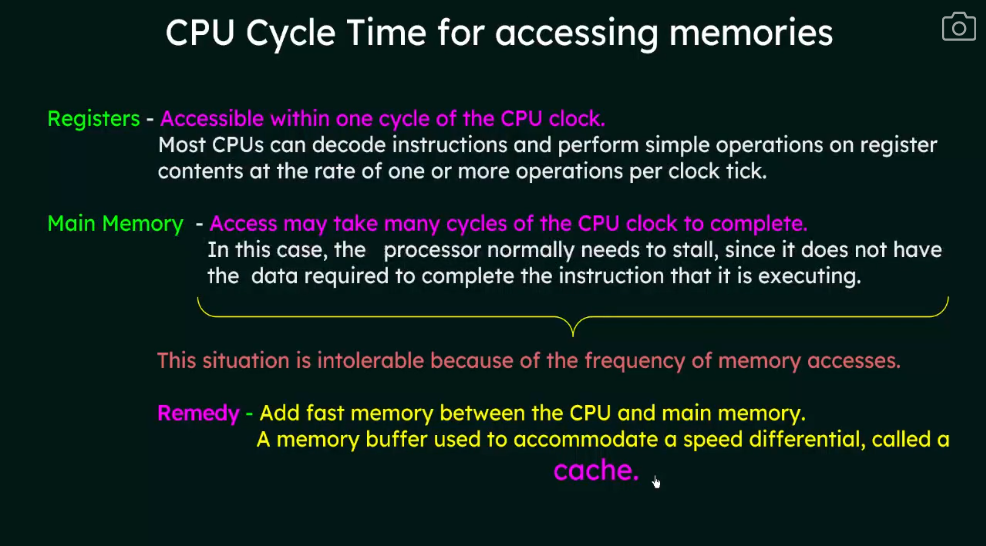 CPU Cycle Time for accessing memories
Registers - Accessible within one cycle of the CPU clock.
Most CPUs can decode instructions and perform simple operations on register
contents at the rate of one or more operations per clock tick.
Main Memory - Access may take many cycles of the CPU clock to complete.
In this case, the processor normally needs to stall, since it does not have
the data required to complete the instruction that it is executing.
This situation is intolerable because of the frequency of memory accesses.
Remedy - Add fast memory between the CPU and main memory.
A memory buffer used to accommodate a speed differential, called a
cache.